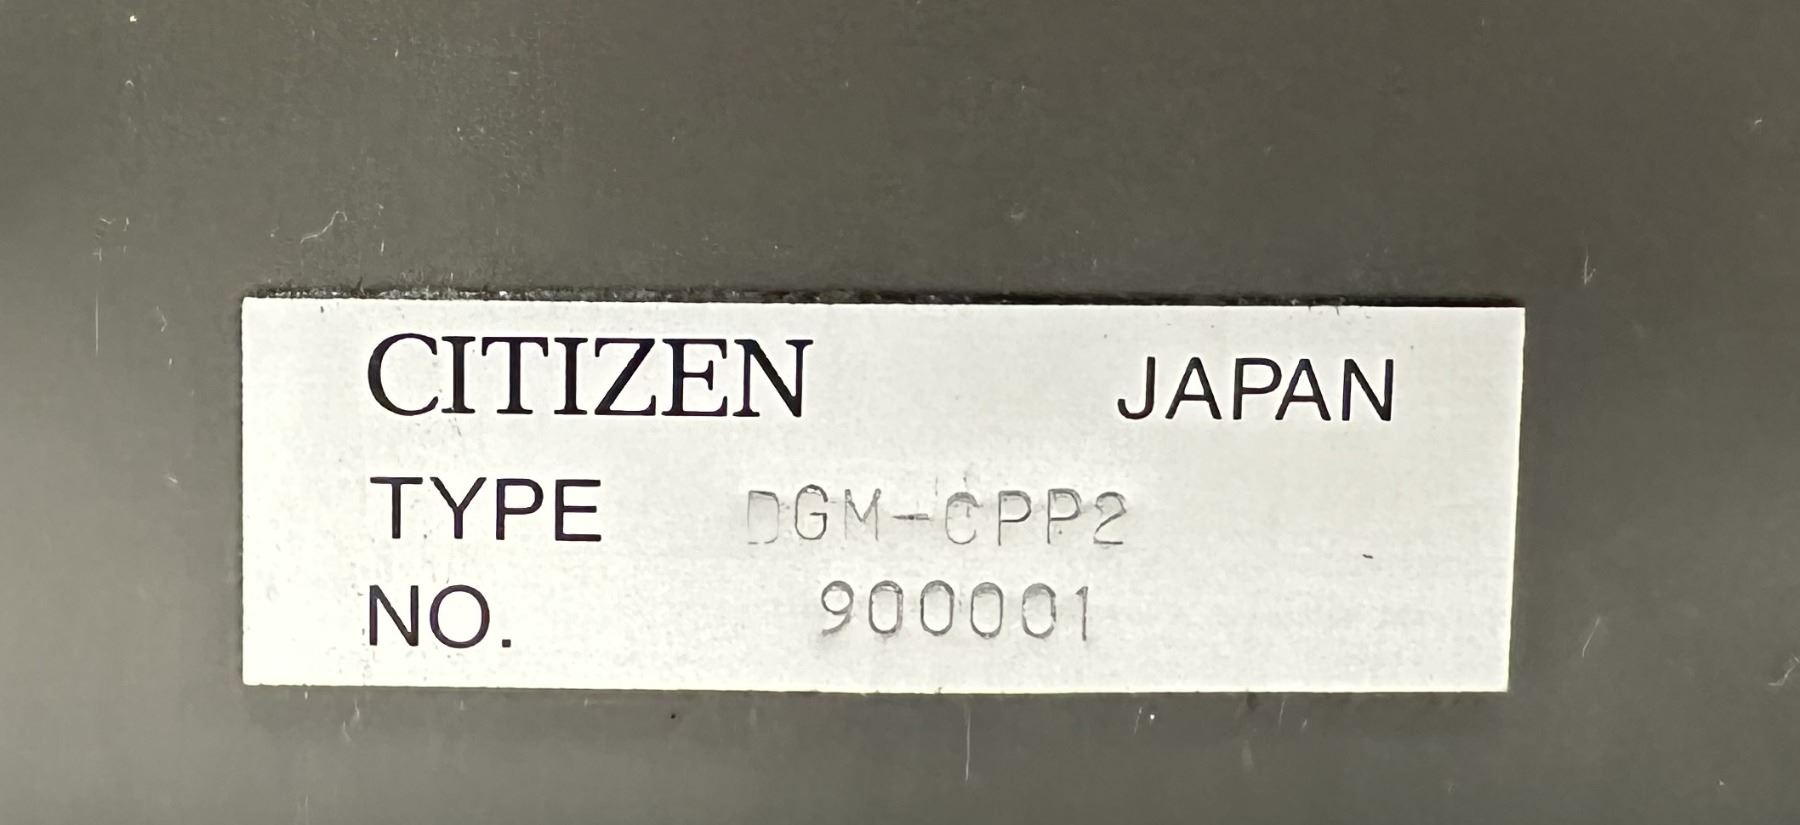 CITIZEN JAPAN
TYPE DGM-CPP2
NO. 900001